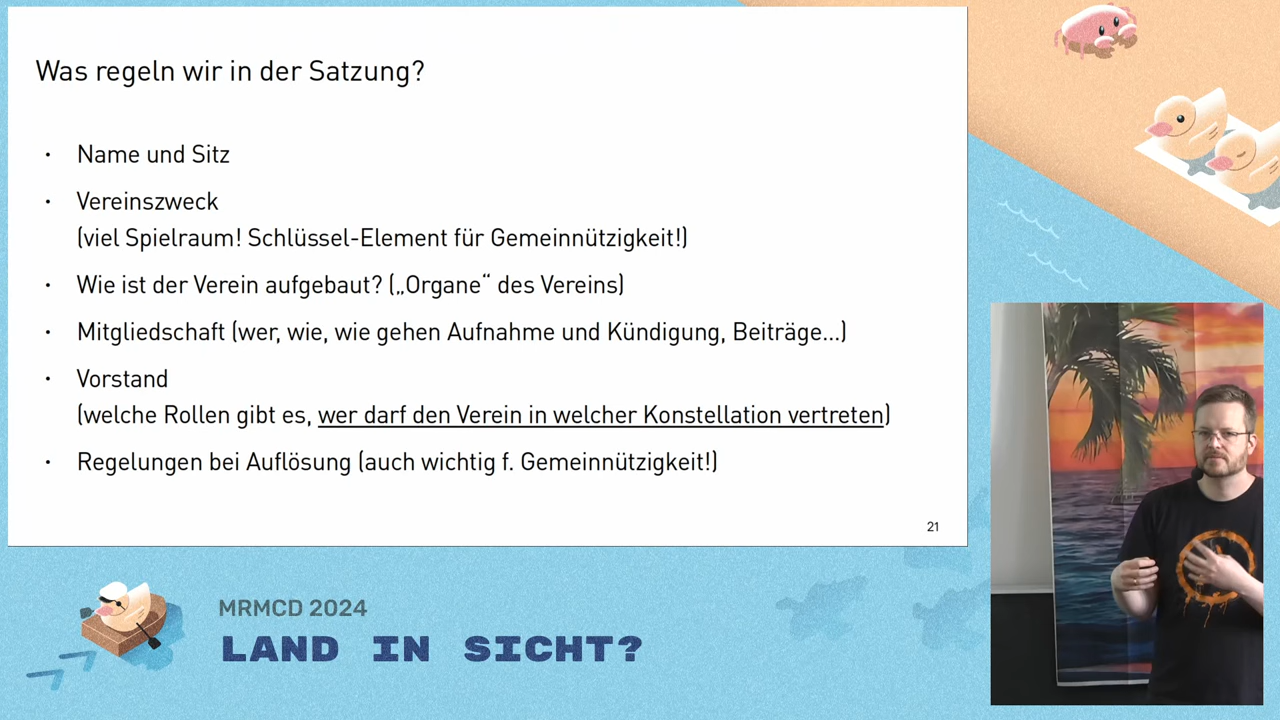 Was regeln wir in der Satzung?
• Name und Sitz
• Vereinszweck
(viel Spielraum! Schlüssel-Element für Gemeinnützigkeit!)
• Wie ist der Verein aufgebaut? („Organe“ des Vereins)
• Mitgliedschaft (wer, wie, wie gehen Aufnahme und Kündigung, Beiträge...)
• Vorstand
(welche Rollen gibt es, wer darf den Verein in welcher Konstellation vertreten)
• Regelungen bei Auflösung (auch wichtig f. Gemeinnützigkeit!)
21
MRMCD 2024
LAND IN SICHT?